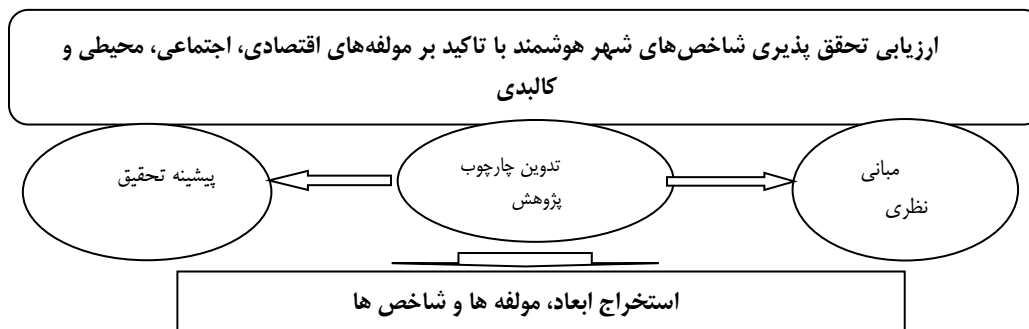 ارزیابی تحقق پذیری شاخص‌های شهر هوشمند با تاکید بر مولفه‌های اقتصادی، اجتماعی، محیطی و
کالبدی
مبانی
نظری
تدوین چارچوب
پژوهش
پیشینه تحقیق
استخراج ابعاد، مولفه ها و شاخص ها